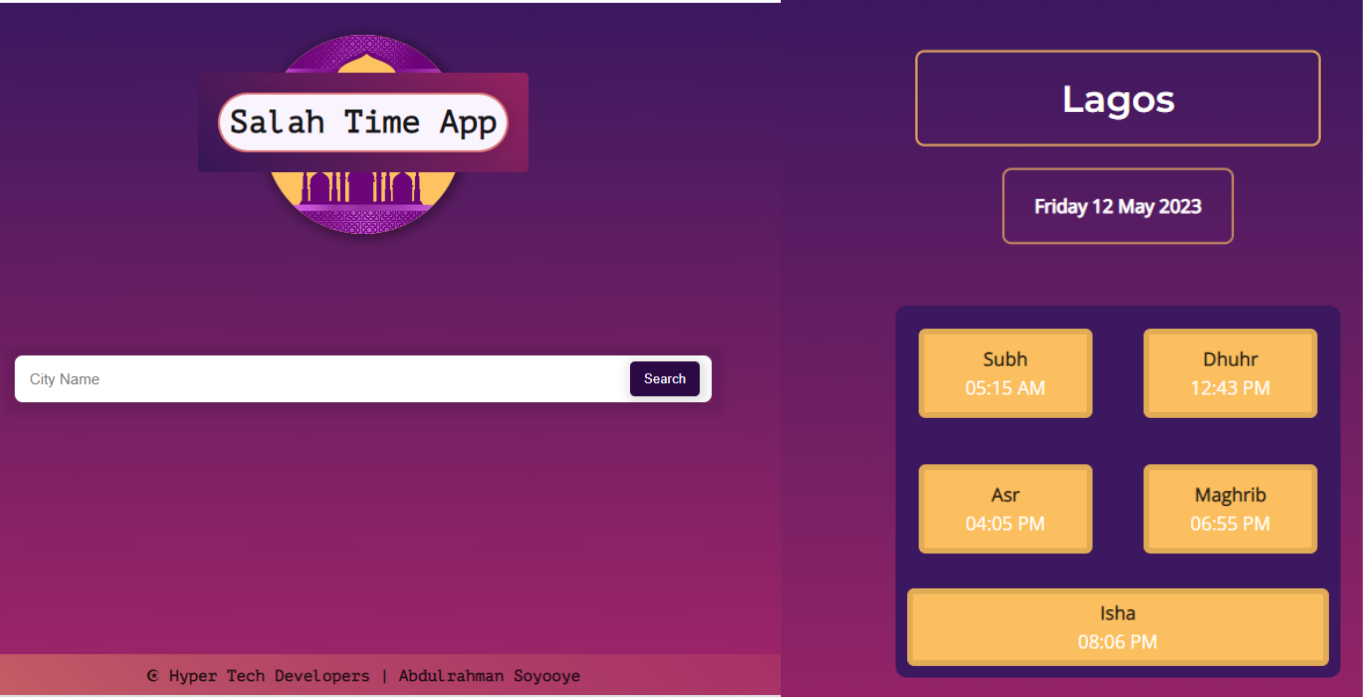 Salah Time App
City Name
Search
☪ Hyper Tech Developers | Abdulrahman Soyooye
Lagos
Friday 12 May 2023
Subh
05:15 AM
Dhuhr
12:43 PM
Asr
04:05 PM
Maghrib
06:55 PM
Isha
08:06 PM